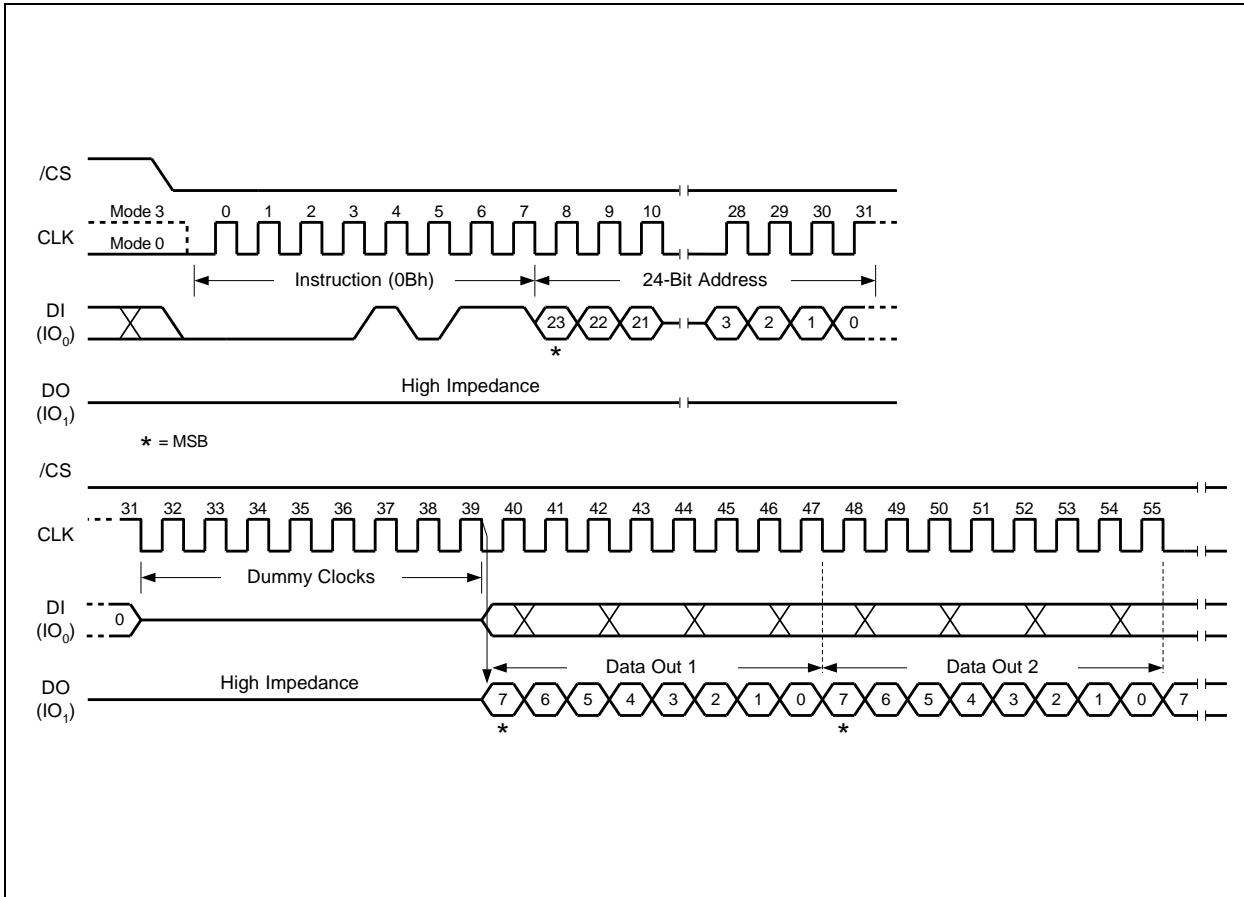 /CS
Mode 3 0 1 2 3 4 5 6 7 8 9 10 28 29 30 31
CLK
Mode 0
Instruction (0Bh) 24-Bit Address
DI
(IO₀)
23 22 21 3 2 1 0
*
High Impedance
DO
(IO₁)
* = MSB
/CS
31 32 33 34 35 36 37 38 39 40 41 42 43 44 45 46 47 48 49 50 51 52 53 54 55
CLK
Dummy Clocks
DI
(IO₀)
0
Data Out 1 Data Out 2
High Impedance
DO
(IO₁)
7 6 5 4 3 2 1 0 7 6 5 4 3 2 1 0 7
* *